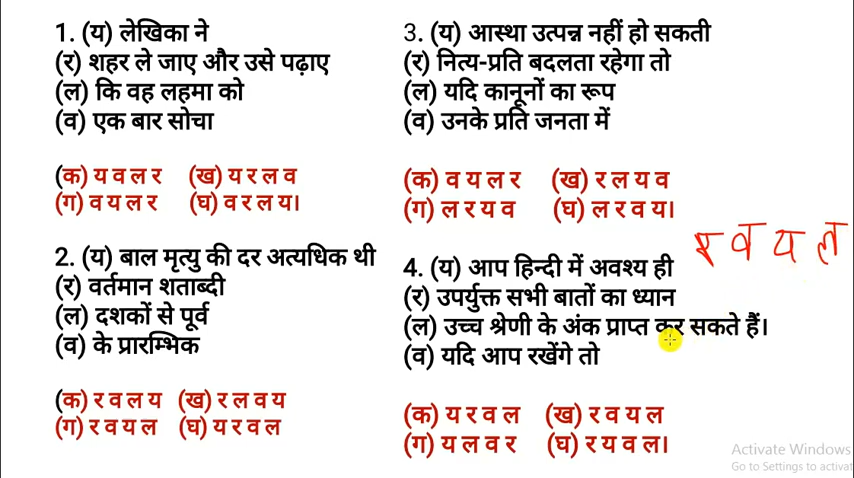 1. (य) लेखिका ने
(र) शहर ले जाए और उसे पढ़ाए
(ल) कि वह लहमा को
(व) एक बार सोचा
(क) य व ल र (ख) य र ल व
(ग) व य ल र (घ) व र ल य।
2. (य) बाल मृत्यु की दर अत्यधिक थी
(र) वर्तमान शताब्दी
(ल) दशकों से पूर्व
(व) के प्रारम्भिक
(क) र व ल य (ख) र ल व य
(ग) र व य ल (घ) य र व ल
3. (य) आस्था उत्पन्न नहीं हो सकती
(र) नित्य-प्रति बदलता रहेगा तो
(ल) यदि कानूनों का रूप
(व) उनके प्रति जनता में
(क) व य ल र (ख) र ल य व
(ग) ल र य व (घ) ल र व य।
र व य ल
4. (य) आप हिन्दी में अवश्य ही
(र) उपर्युक्त सभी बातों का ध्यान
(ल) उच्च श्रेणी के अंक प्राप्त कर सकते हैं।
(व) यदि आप रखेंगे तो
(क) य र व ल (ख) र व य ल
(ग) य ल व र (घ) र य व ल।
Activate Windows
Go to Settings to activat